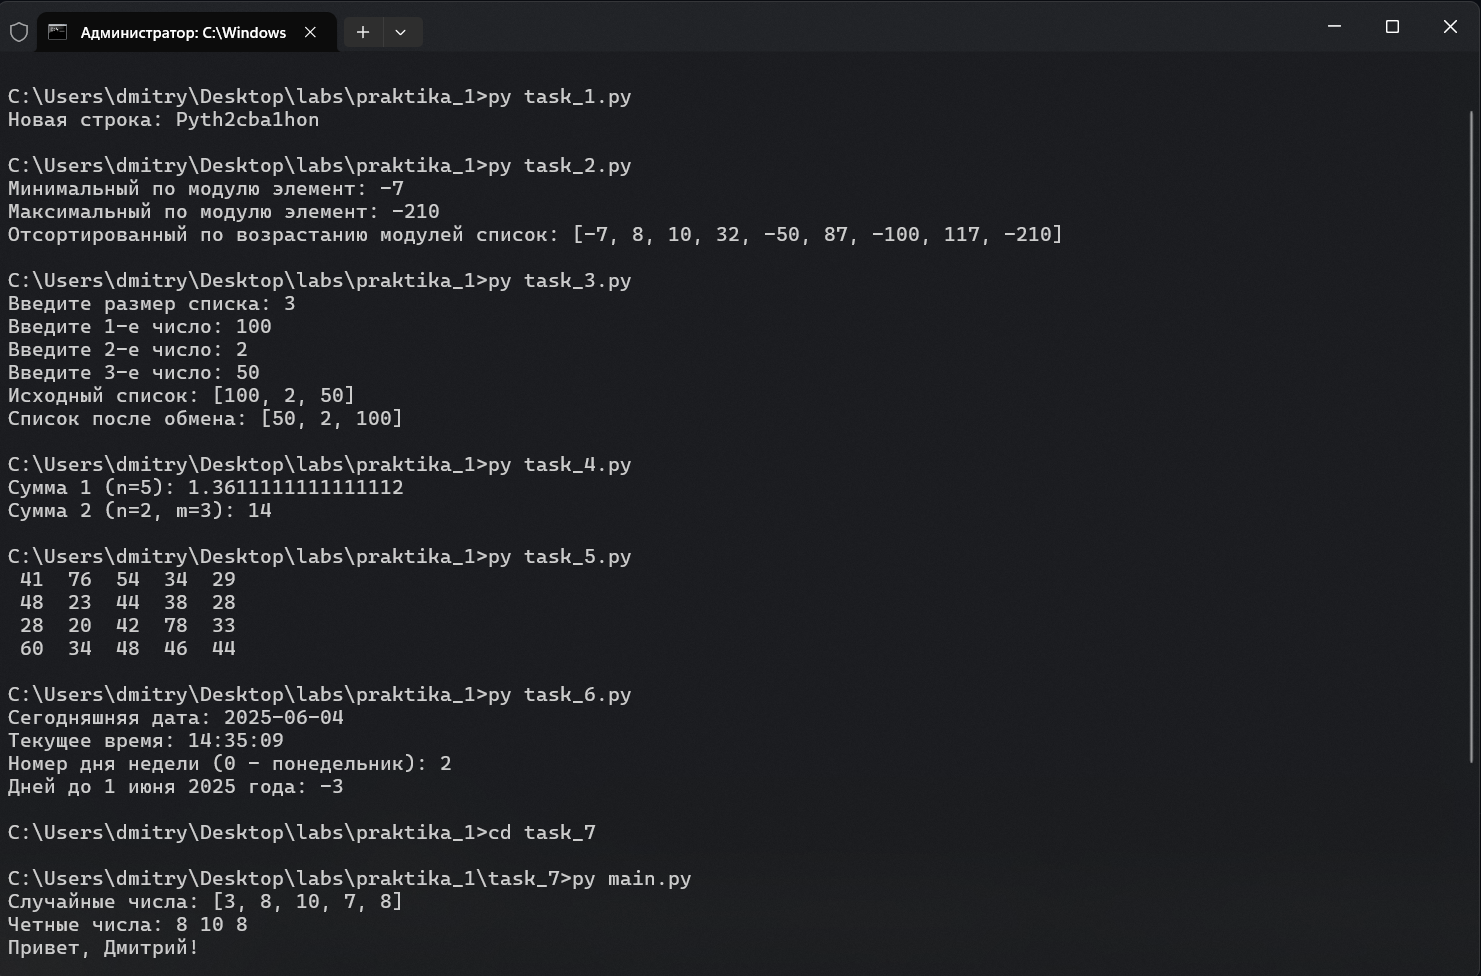 Администратор: C:\Windows
C:\Users\dmitry\Desktop\labs\praktika_1>py task_1.py
Новая строка: Pyth2cba1hon
C:\Users\dmitry\Desktop\labs\praktika_1>py task_2.py
Минимальный по модулю элемент: -7
Максимальный по модулю элемент: -210
Отсортированный по возрастанию модулей список: [-7, 8, 10, 32, -50, 87, -100, 117, -210]
C:\Users\dmitry\Desktop\labs\praktika_1>py task_3.py
Введите размер списка: 3
Введите 1-е число: 100
Введите 2-е число: 2
Введите 3-е число: 50
Исходный список: [100, 2, 50]
Список после обмена: [50, 2, 100]
C:\Users\dmitry\Desktop\labs\praktika_1>py task_4.py
Сумма 1 (n=5): 1.3611111111111112
Сумма 2 (n=2, m=3): 14
C:\Users\dmitry\Desktop\labs\praktika_1>py task_5.py
41 76 54 34 29
48 23 44 38 28
28 20 42 78 33
60 34 48 46 44
C:\Users\dmitry\Desktop\labs\praktika_1>py task_6.py
Сегодняшняя дата: 2025-06-04
Текущее время: 14:35:09
Номер дня недели (0 - понедельник): 2
Дней до 1 июня 2025 года: -3
C:\Users\dmitry\Desktop\labs\praktika_1>cd task_7
C:\Users\dmitry\Desktop\labs\praktika_1\task_7>py main.py
Случайные числа: [3, 8, 10, 7, 8]
Четные числа: 8 10 8
Привет, Дмитрий!